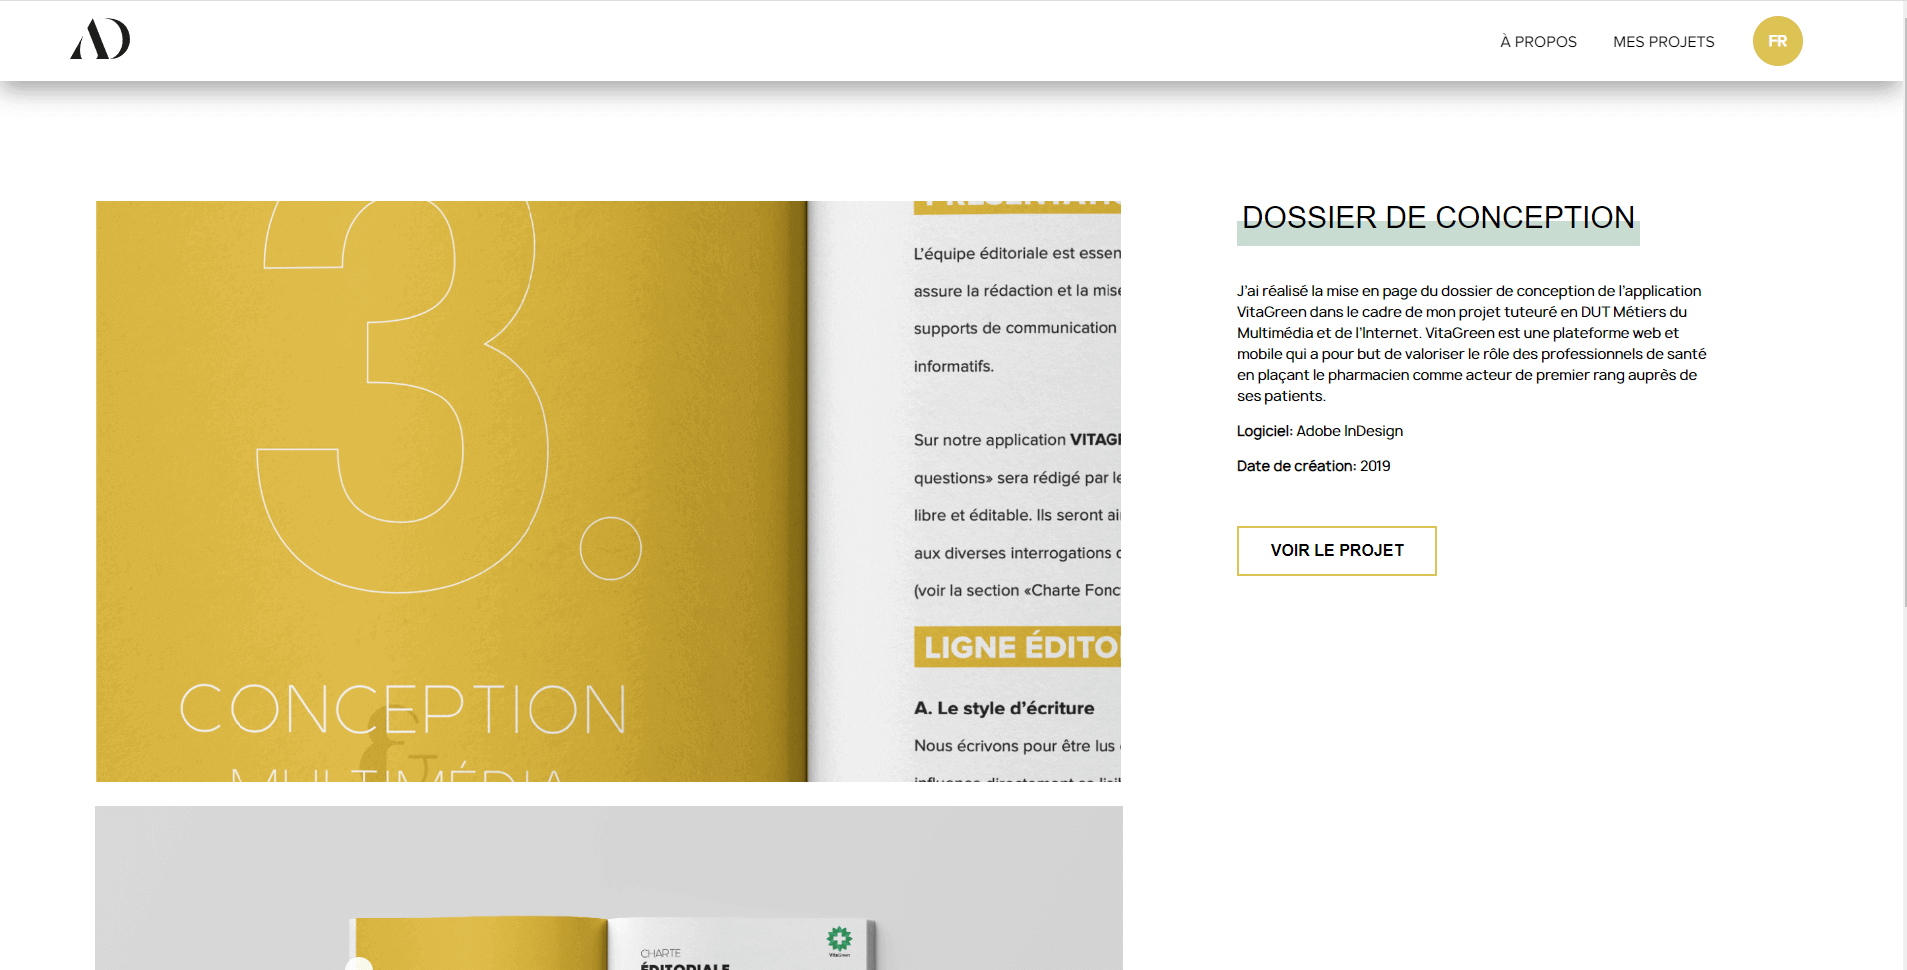 AD
À PROPOS
MES PROJETS
FR
3.
CONCEPTION
&
MULTIMÉDIA
L’équipe éditoriale est essen
assure la rédaction et la mise
supports de communication
informatifs.
Sur notre application VITAG
questions» sera rédigé par le
libre et éditable. Ils seront ai
aux diverses interrogations
(voir la section «Charte Fonc
LIGNE ÉDITO
A. Le style d’écriture
Nous écrivons pour être lus
DOSSIER DE CONCEPTION
J’ai réalisé la mise en page du dossier de conception de l’application
VitaGreen dans le cadre de mon projet tuteuré en DUT Métiers du
Multimédia et de l’Internet. VitaGreen est une plateforme web et
mobile qui a pour but de valoriser le rôle des professionnels de santé
en plaçant le pharmacien comme acteur de premier rang auprès de
ses patients.
Logiciel: Adobe InDesign
Date de création: 2019
VOIR LE PROJET
CHARTE
ÉDITORIALE
VitaGreen